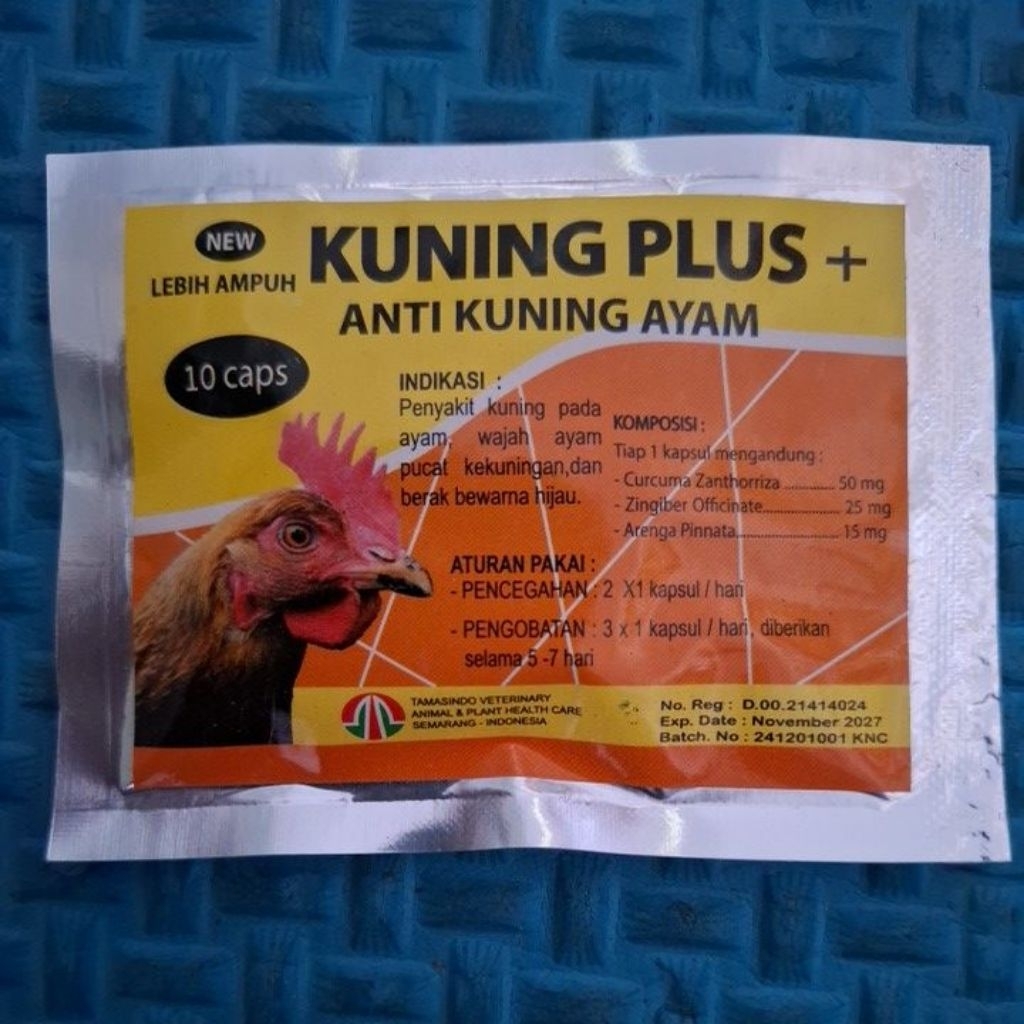 NEW
LEBIH AMPUH
KUNING PLUS +
ANTI KUNING AYAM
10 caps
INDIKASI :
Penyakit kuning pada
ayam, wajah ayam
pucat kekuningan,dan
berak bewarna hijau.
KOMPOSISI :
Tiap 1 kapsul mengandung :
- Curcuma Zanthorriza ............... 50 mg
- Zingiber Officinate...................... 25 mg
- Arenga Pinnata.............................. 15 mg
ATURAN PAKAI :
- PENCEGAHAN : 2 X1 kapsul / hari
- PENGOBATAN : 3 x 1 kapsul / hari, diberikan
selama 5 -7 hari
TAMASINDO VETERINARY
ANIMAL & PLANT HEALTH CARE
SEMARANG - INDONESIA
No. Reg : D.00.21414024
Exp. Date : November 2027
Batch. No : 241201001 KNC